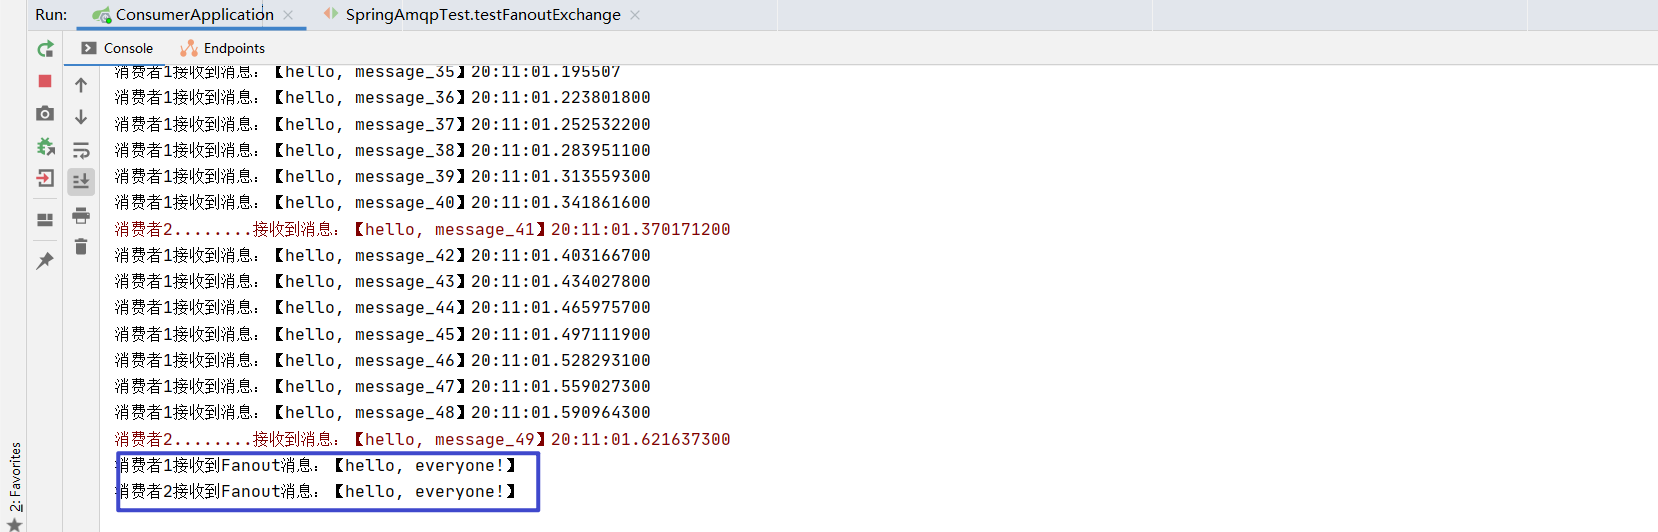 Run: ConsumerApplication SpringAmqpTest.testFanoutExchange
Console Endpoints
消费者1接收到消息：【hello, message_35】20:11:01.195507
消费者1接收到消息：【hello, message_36】20:11:01.223801800
消费者1接收到消息：【hello, message_37】20:11:01.252532200
消费者1接收到消息：【hello, message_38】20:11:01.283951100
消费者1接收到消息：【hello, message_39】20:11:01.313559300
消费者1接收到消息：【hello, message_40】20:11:01.341861600
消费者2........接收到消息：【hello, message_41】20:11:01.370171200
消费者1接收到消息：【hello, message_42】20:11:01.403166700
消费者1接收到消息：【hello, message_43】20:11:01.434027800
消费者1接收到消息：【hello, message_44】20:11:01.465975700
消费者1接收到消息：【hello, message_45】20:11:01.497111900
消费者1接收到消息：【hello, message_46】20:11:01.528293100
消费者1接收到消息：【hello, message_47】20:11:01.559027300
消费者1接收到消息：【hello, message_48】20:11:01.590964300
消费者2........接收到消息：【hello, message_49】20:11:01.621637300
消费者1接收到Fanout消息：【hello, everyone!】
消费者2接收到Fanout消息：【hello, everyone!】
2: Favorites